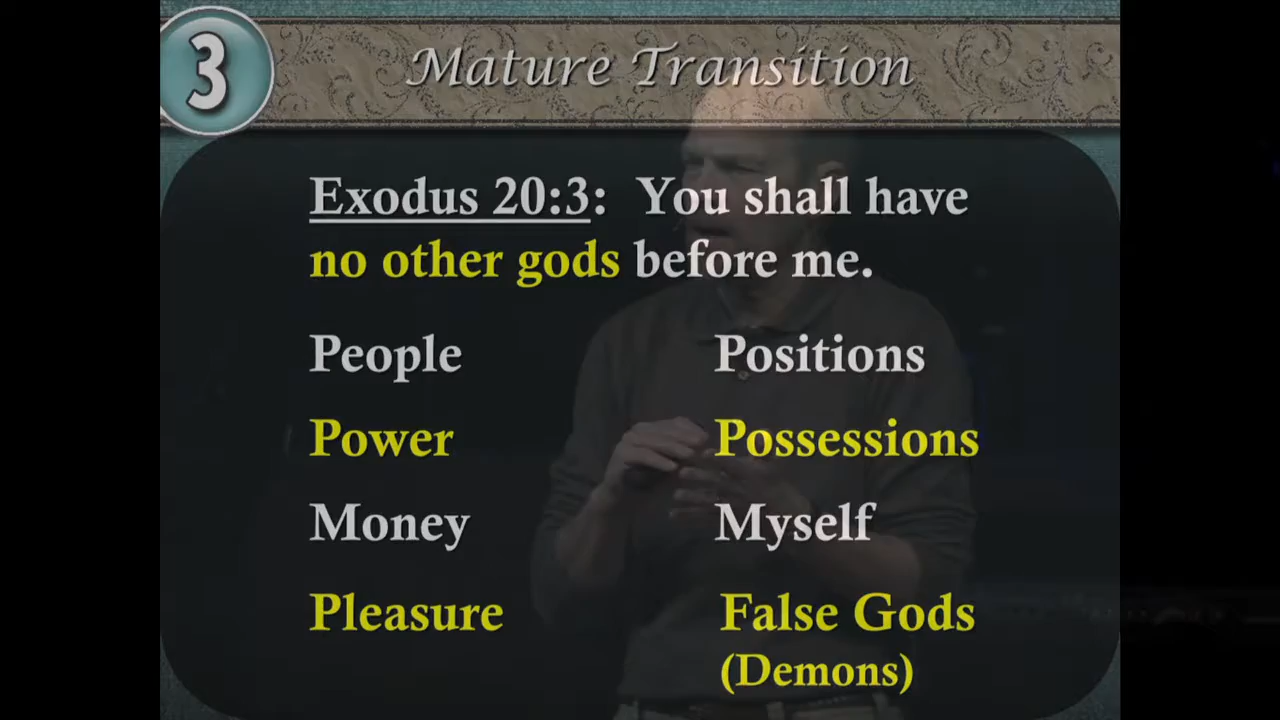 3
Mature Transition
Exodus 20:3: You shall have
no other gods before me.
People Positions
Power Possessions
Money Myself
Pleasure False Gods
(Demons)